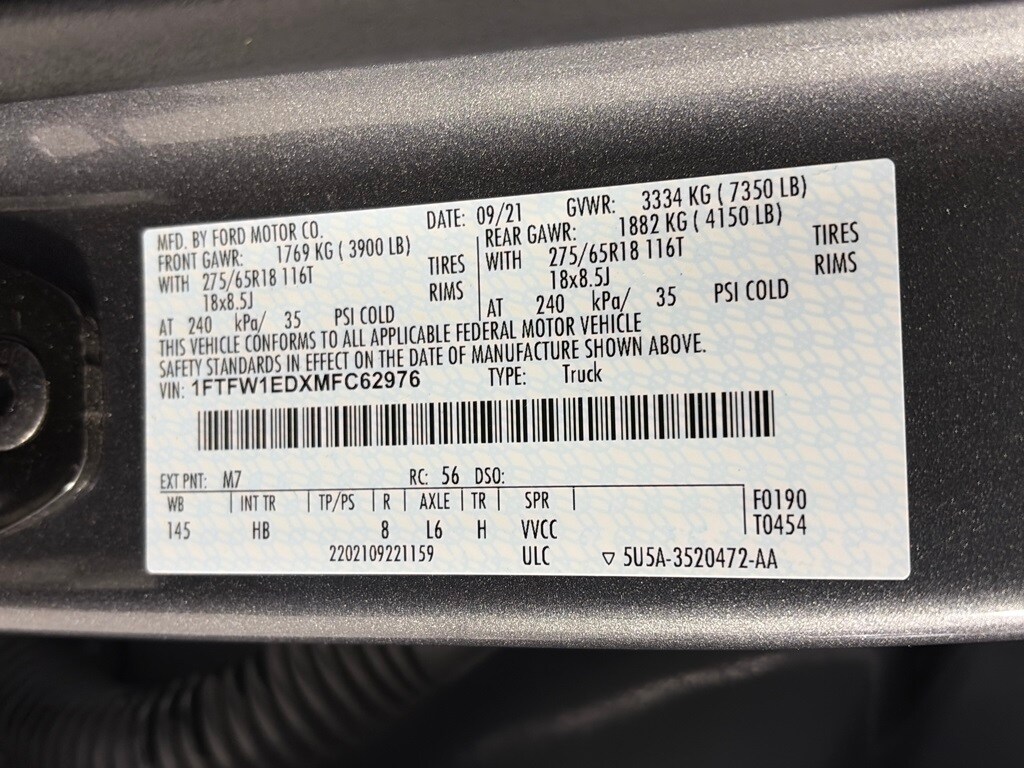 MFD. BY FORD MOTOR CO. DATE: 09/21 GVWR: 3334 KG ( 7350 LB)
FRONT GAWR: 1769 KG ( 3900 LB) REAR GAWR: 1882 KG ( 4150 LB)
WITH 275/65R18 116T TIRES WITH 275/65R18 116T TIRES
18x8.5J RIMS 18x8.5J RIMS
AT 240 kPa/ 35 PSI COLD AT 240 kPa/ 35 PSI COLD
THIS VEHICLE CONFORMS TO ALL APPLICABLE FEDERAL MOTOR VEHICLE
SAFETY STANDARDS IN EFFECT ON THE DATE OF MANUFACTURE SHOWN ABOVE.
VIN: 1FTFW1EDXMFC62976 TYPE: Truck
EXT PNT: M7 RC: 56 DSO:
WB INT TR TP/PS R AXLE TR SPR F0190
145 HB 8 L6 H VVCC T0454
2202109221159 ULC ▽ 5U5A-3520472-AA